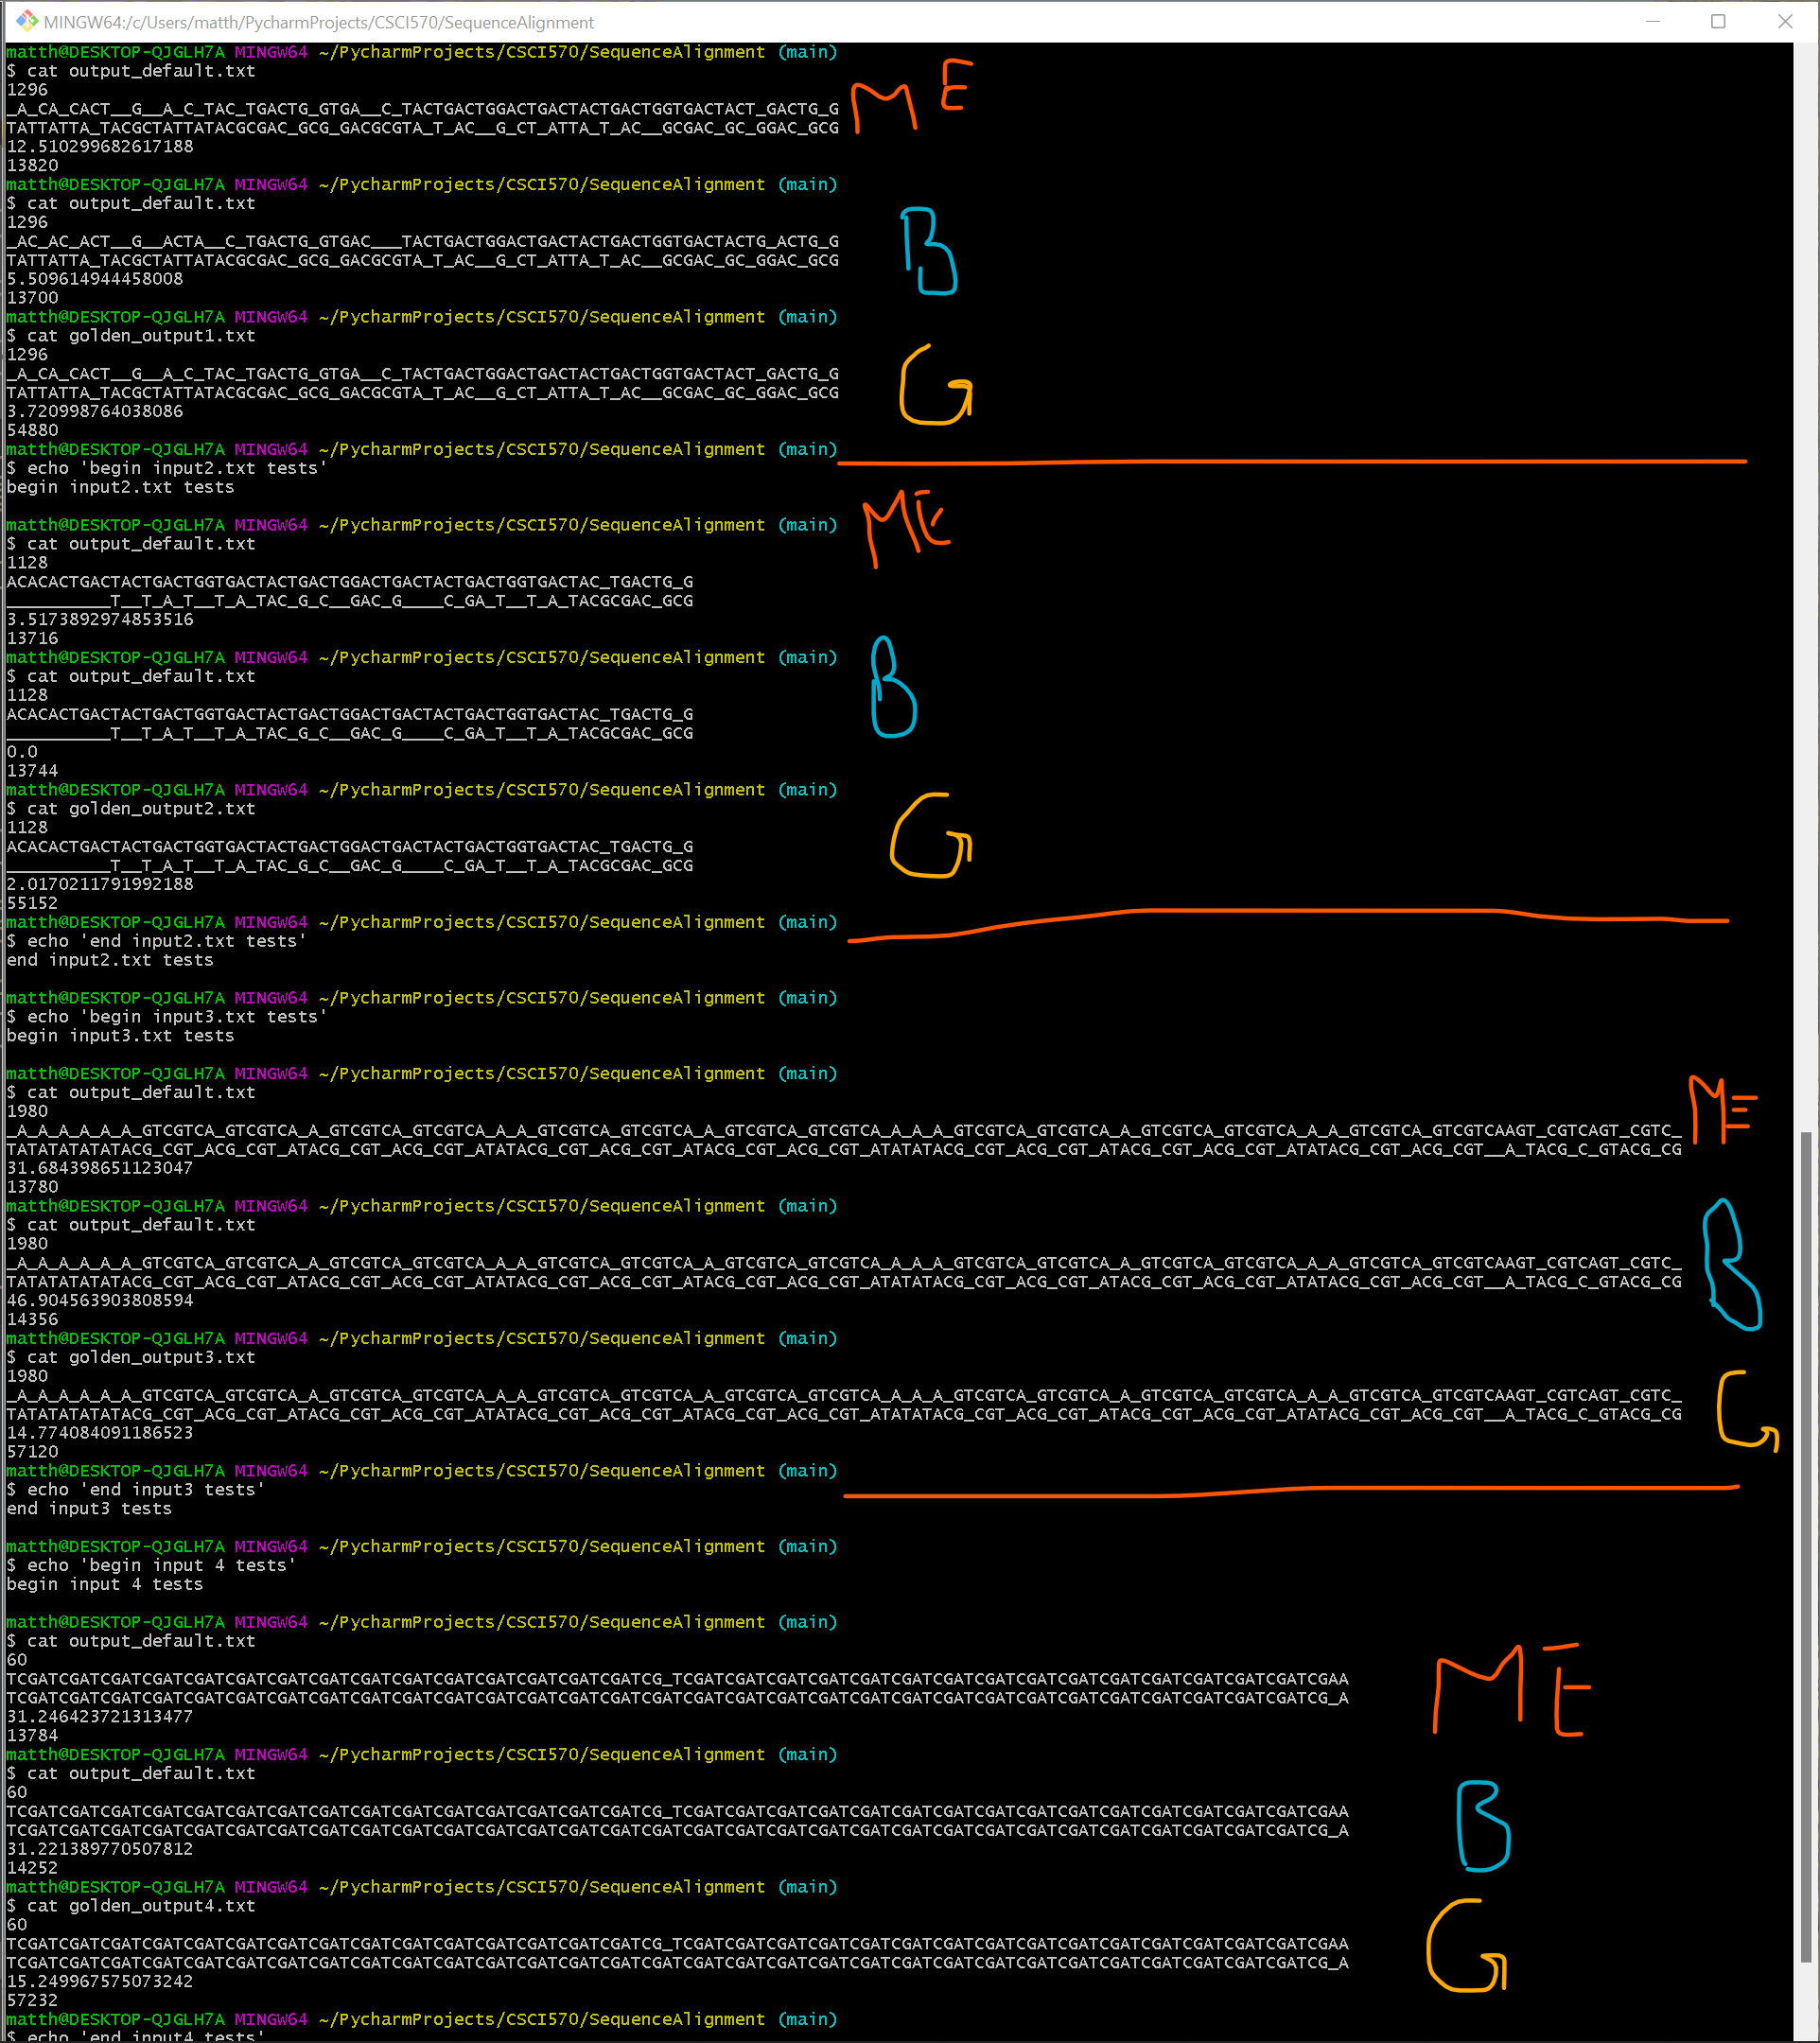 MINGW64:/c/Users/matth/PycharmProjects/CSCI570/SequenceAlignment
matth@DESKTOP-QJGLH7A MINGW64 ~/PycharmProjects/CSCI570/SequenceAlignment (main)
$ cat output_default.txt
1296
_A_CA_CACT__G__A_C_TAC_TGACTG_GTGA__C_TACTGACTGGACTGACTACTGACTGGTGACTACT_GACTG_G
TATTATTA_TACGCTATTATACGCGAC_GCG_GACGCGTA_T_AC__G_CT_ATTA_T_AC__GCGAC_GC_GGAC_GCG
12.510299682617188
13820
ME
matth@DESKTOP-QJGLH7A MINGW64 ~/PycharmProjects/CSCI570/SequenceAlignment (main)
$ cat output_default.txt
1296
_AC_AC_ACT__G__ACTA__C_TGACTG_GTGAC___TACTGACTGGACTGACTACTGACTGGTGACTACTG_ACTG_G
TATTATTA_TACGCTATTATACGCGAC_GCG_GACGCGTA_T_AC__G_CT_ATTA_T_AC__GCGAC_GC_GGAC_GCG
5.509614944458008
13700
B
matth@DESKTOP-QJGLH7A MINGW64 ~/PycharmProjects/CSCI570/SequenceAlignment (main)
$ cat golden_output1.txt
1296
_A_CA_CACT__G__A_C_TAC_TGACTG_GTGA__C_TACTGACTGGACTGACTACTGACTGGTGACTACT_GACTG_G
TATTATTA_TACGCTATTATACGCGAC_GCG_GACGCGTA_T_AC__G_CT_ATTA_T_AC__GCGAC_GC_GGAC_GCG
3.720998764038086
54880
G
matth@DESKTOP-QJGLH7A MINGW64 ~/PycharmProjects/CSCI570/SequenceAlignment (main)
$ echo 'begin input2.txt tests'
begin input2.txt tests
matth@DESKTOP-QJGLH7A MINGW64 ~/PycharmProjects/CSCI570/SequenceAlignment (main)
$ cat output_default.txt
1128
ACACACTGACTACTGACTGGTGACTACTGACTGGACTGACTACTGACTGGTGACTAC_TGACTG_G
__________T__T_A_T__T_A_TAC_G_C__GAC_G____C_GA_T__T_A_TACGCGAC_GCG
3.5173892974853516
13716
ME
matth@DESKTOP-QJGLH7A MINGW64 ~/PycharmProjects/CSCI570/SequenceAlignment (main)
$ cat output_default.txt
1128
ACACACTGACTACTGACTGGTGACTACTGACTGGACTGACTACTGACTGGTGACTAC_TGACTG_G
__________T__T_A_T__T_A_TAC_G_C__GAC_G____C_GA_T__T_A_TACGCGAC_GCG
0.0
13744
B
matth@DESKTOP-QJGLH7A MINGW64 ~/PycharmProjects/CSCI570/SequenceAlignment (main)
$ cat golden_output2.txt
1128
ACACACTGACTACTGACTGGTGACTACTGACTGGACTGACTACTGACTGGTGACTAC_TGACTG_G
__________T__T_A_T__T_A_TAC_G_C__GAC_G____C_GA_T__T_A_TACGCGAC_GCG
2.0170211791992188
55152
G
matth@DESKTOP-QJGLH7A MINGW64 ~/PycharmProjects/CSCI570/SequenceAlignment (main)
$ echo 'end input2.txt tests'
end input2.txt tests
matth@DESKTOP-QJGLH7A MINGW64 ~/PycharmProjects/CSCI570/SequenceAlignment (main)
$ echo 'begin input3.txt tests'
begin input3.txt tests
matth@DESKTOP-QJGLH7A MINGW64 ~/PycharmProjects/CSCI570/SequenceAlignment (main)
$ cat output_default.txt
1980
_A_A_A_A_A_A_GTCGTCA_GTCGTCA_A_GTCGTCA_GTCGTCA_A_A_GTCGTCA_GTCGTCA_A_GTCGTCA_GTCGTCA_A_A_A_GTCGTCA_GTCGTCA_A_GTCGTCA_GTCGTCA_A_A_GTCGTCA_GTCGTCAAGT_CGTCAGT_CGTC_
TATATATATATACG_CGT_ACG_CGT_ATACG_CGT_ACG_CGT_ATATACG_CGT_ACG_CGT_ATACG_CGT_ACG_CGT_ATATATACG_CGT_ACG_CGT_ATACG_CGT_ACG_CGT_ATATACG_CGT_ACG_CGT__A_TACG_C_GTACG_CG
31.684398651123047
13780
ME
matth@DESKTOP-QJGLH7A MINGW64 ~/PycharmProjects/CSCI570/SequenceAlignment (main)
$ cat output_default.txt
1980
_A_A_A_A_A_A_GTCGTCA_GTCGTCA_A_GTCGTCA_GTCGTCA_A_A_GTCGTCA_GTCGTCA_A_GTCGTCA_GTCGTCA_A_A_A_GTCGTCA_GTCGTCA_A_GTCGTCA_GTCGTCA_A_A_GTCGTCA_GTCGTCAAGT_CGTCAGT_CGTC_
TATATATATATACG_CGT_ACG_CGT_ATACG_CGT_ACG_CGT_ATATACG_CGT_ACG_CGT_ATACG_CGT_ACG_CGT_ATATATACG_CGT_ACG_CGT_ATACG_CGT_ACG_CGT_ATATACG_CGT_ACG_CGT__A_TACG_C_GTACG_CG
46.904563903808594
14356
B
matth@DESKTOP-QJGLH7A MINGW64 ~/PycharmProjects/CSCI570/SequenceAlignment (main)
$ cat golden_output3.txt
1980
_A_A_A_A_A_A_GTCGTCA_GTCGTCA_A_GTCGTCA_GTCGTCA_A_A_GTCGTCA_GTCGTCA_A_GTCGTCA_GTCGTCA_A_A_A_GTCGTCA_GTCGTCA_A_GTCGTCA_GTCGTCA_A_A_GTCGTCA_GTCGTCAAGT_CGTCAGT_CGTC_
TATATATATATACG_CGT_ACG_CGT_ATACG_CGT_ACG_CGT_ATATACG_CGT_ACG_CGT_ATACG_CGT_ACG_CGT_ATATATACG_CGT_ACG_CGT_ATACG_CGT_ACG_CGT_ATATACG_CGT_ACG_CGT__A_TACG_C_GTACG_CG
14.774084091186523
57120
G
matth@DESKTOP-QJGLH7A MINGW64 ~/PycharmProjects/CSCI570/SequenceAlignment (main)
$ echo 'end input3 tests'
end input3 tests
matth@DESKTOP-QJGLH7A MINGW64 ~/PycharmProjects/CSCI570/SequenceAlignment (main)
$ echo 'begin input 4 tests'
begin input 4 tests
matth@DESKTOP-QJGLH7A MINGW64 ~/PycharmProjects/CSCI570/SequenceAlignment (main)
$ cat output_default.txt
60
TCGATCGATCGATCGATCGATCGATCGATCGATCGATCGATCGATCGATCGATCGATCGATCG_TCGATCGATCGATCGATCGATCGATCGATCGATCGATCGATCGATCGATCGATCGATCGATCGAA
TCGATCGATCGATCGATCGATCGATCGATCGATCGATCGATCGATCGATCGATCGATCGATCGATCGATCGATCGATCGATCGATCGATCGATCGATCGATCGATCGATCGATCGATCGATCGATCG_A
31.246423721313477
13784
ME
matth@DESKTOP-QJGLH7A MINGW64 ~/PycharmProjects/CSCI570/SequenceAlignment (main)
$ cat output_default.txt
60
TCGATCGATCGATCGATCGATCGATCGATCGATCGATCGATCGATCGATCGATCGATCGATCG_TCGATCGATCGATCGATCGATCGATCGATCGATCGATCGATCGATCGATCGATCGATCGATCGAA
TCGATCGATCGATCGATCGATCGATCGATCGATCGATCGATCGATCGATCGATCGATCGATCGATCGATCGATCGATCGATCGATCGATCGATCGATCGATCGATCGATCGATCGATCGATCGATCG_A
31.221389770507812
14252
B
matth@DESKTOP-QJGLH7A MINGW64 ~/PycharmProjects/CSCI570/SequenceAlignment (main)
$ cat golden_output4.txt
60
TCGATCGATCGATCGATCGATCGATCGATCGATCGATCGATCGATCGATCGATCGATCGATCG_TCGATCGATCGATCGATCGATCGATCGATCGATCGATCGATCGATCGATCGATCGATCGATCGAA
TCGATCGATCGATCGATCGATCGATCGATCGATCGATCGATCGATCGATCGATCGATCGATCGATCGATCGATCGATCGATCGATCGATCGATCGATCGATCGATCGATCGATCGATCGATCGATCG_A
15.249967575073242
57232
G
matth@DESKTOP-QJGLH7A MINGW64 ~/PycharmProjects/CSCI570/SequenceAlignment (main)
$ echo 'end input4 tests'